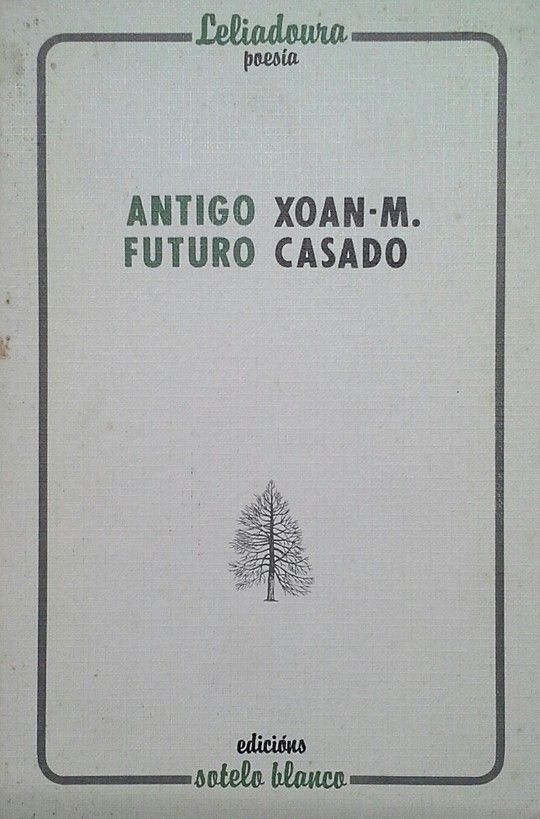 Leliadoura
poesía
ANTIGO XOAN-M.
FUTURO CASADO
edicións
sotelo blanco